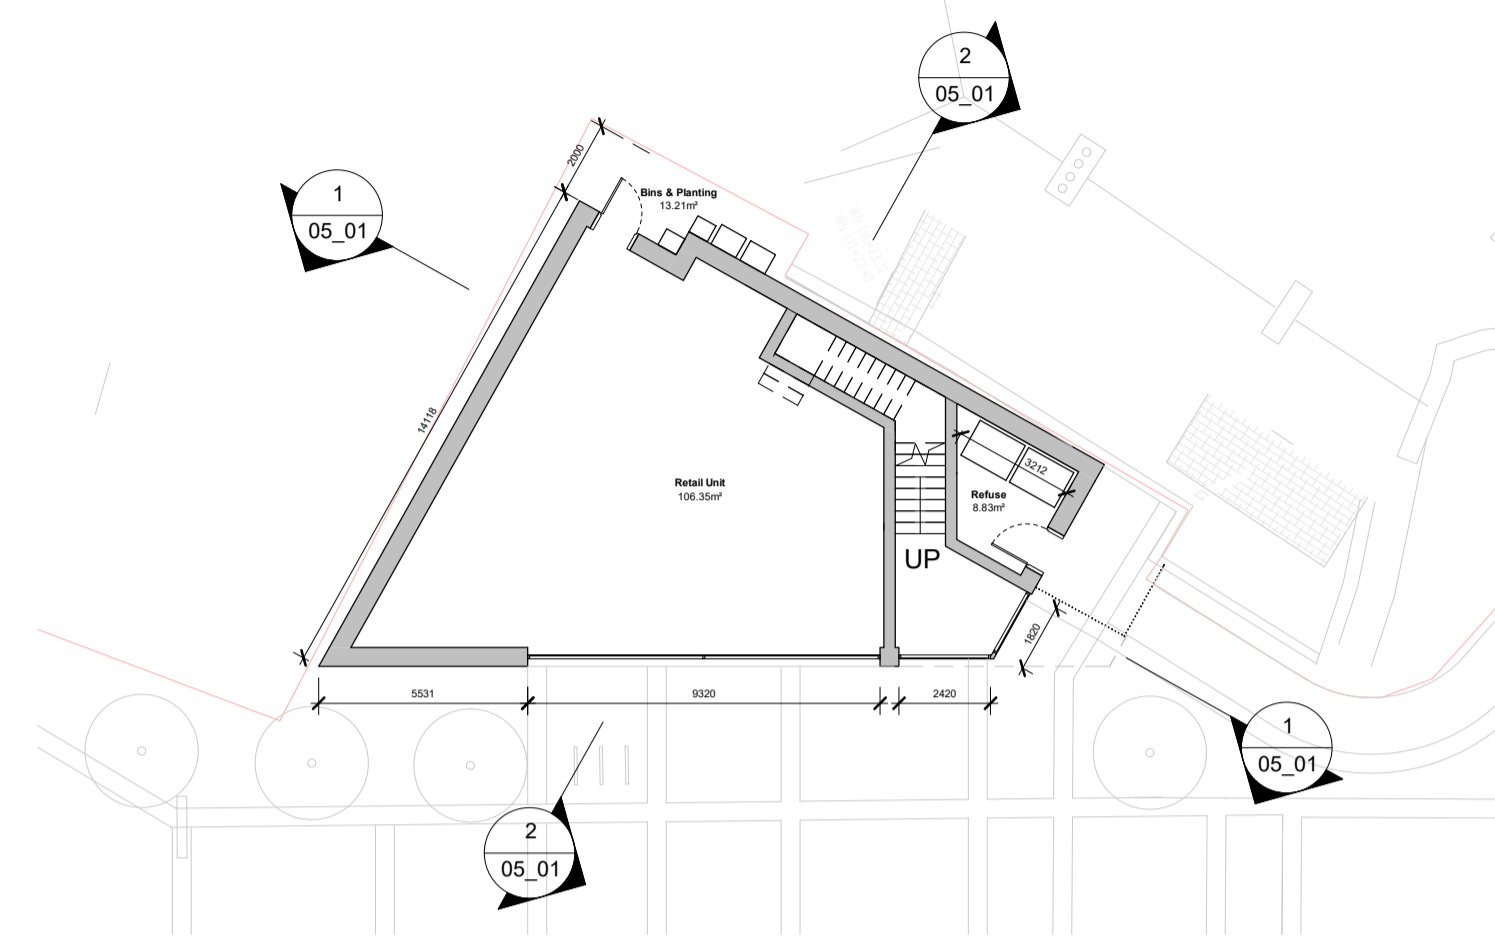 2
05_01
2000
1
05_01
Bins & Planting
13.21m²
14118
3212
Retail Unit
106.35m²
Refuse
8.83m²
UP
1820
5531
9320
2420
1
05_01
2
05_01